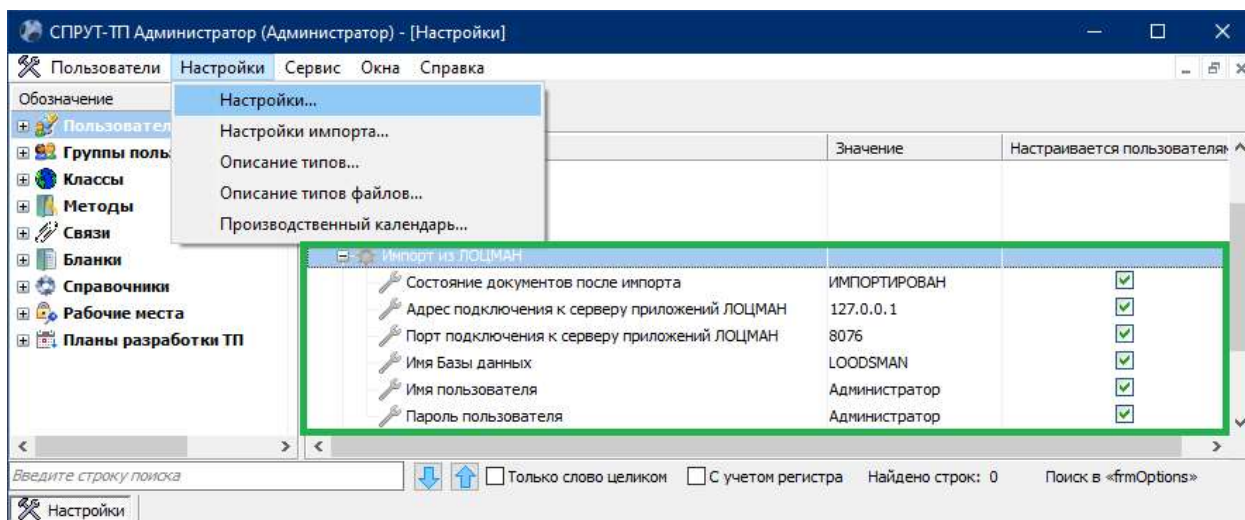 СПРУТ-ТП Администратор (Администратор) - [Настройки]
Пользователи Настройки Сервис Окна Справка
Обозначение
Настройки...
Настройки импорта...
Описание типов...
Описание типов файлов...
Производственный календарь...
Пользовател
Группы поль
Классы
Методы
Связи
Бланки
Справочники
Рабочие места
Планы разработки ТП
Значение Настраивается пользователям
Импорт из ЛОЦМАН
Состояние документов после импорта ИМПОРТИРОВАН
Адрес подключения к серверу приложений ЛОЦМАН 127.0.0.1
Порт подключения к серверу приложений ЛОЦМАН 8076
Имя Базы данных LOODSMAN
Имя пользователя Администратор
Пароль пользователя Администратор
Введите строку поиска Только слово целиком С учетом регистра Найдено строк: 0 Поиск в «frmOptions»
Настройки